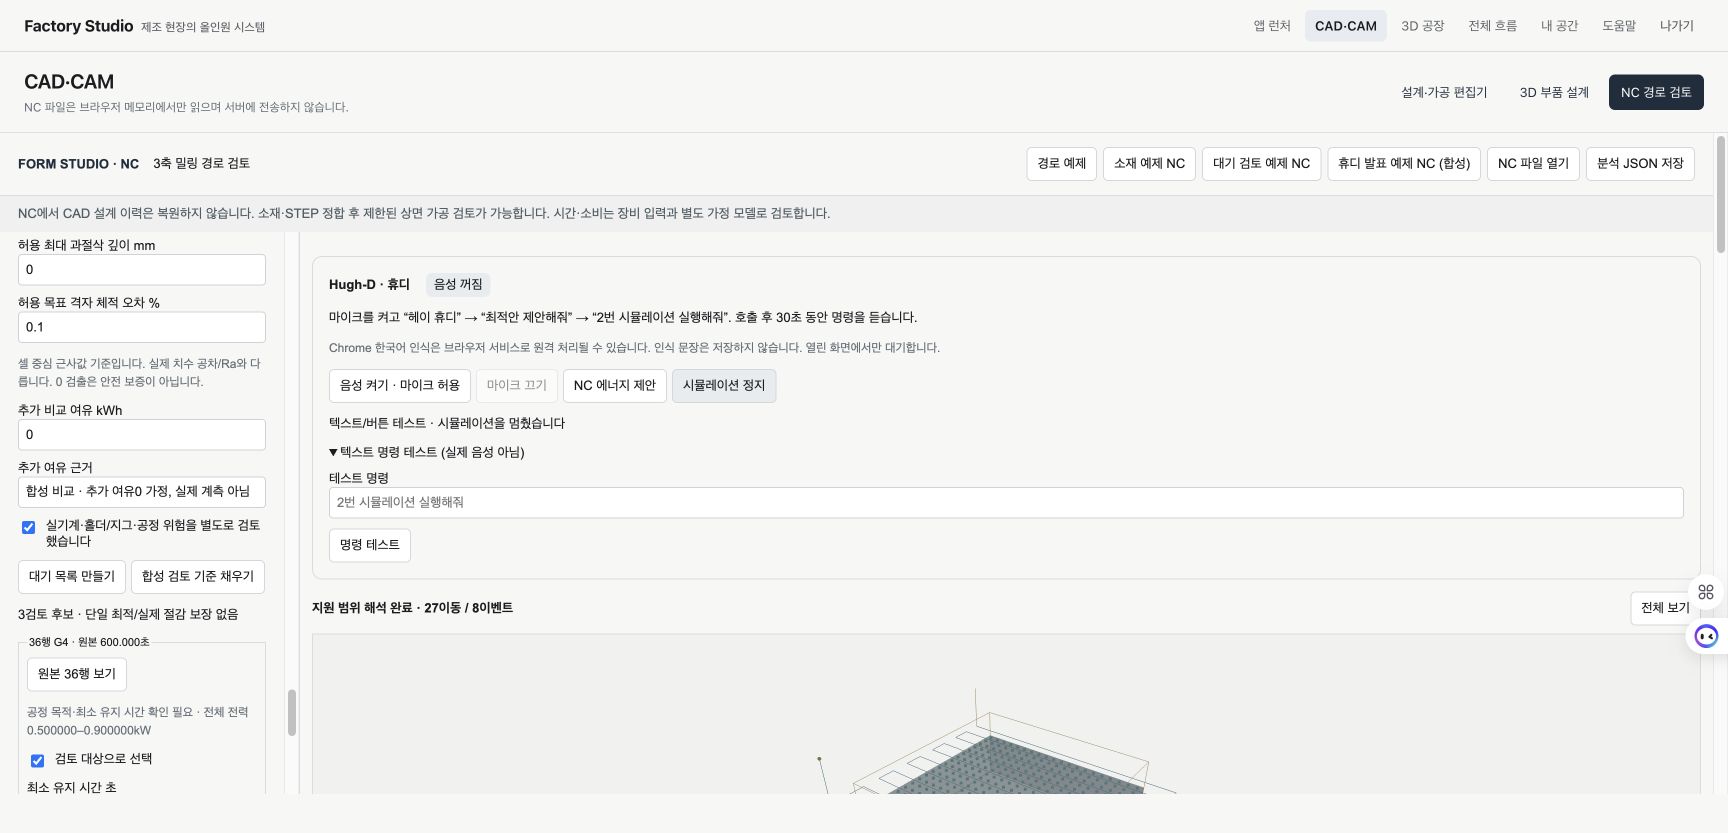 Factory Studio 제조 현장의 올인원 시스템
앱 런처 CAD·CAM 3D 공장 전체 흐름 내 공간 도움말 나가기
CAD·CAM
NC 파일은 브라우저 메모리에서만 읽으며 서버에 전송하지 않습니다.
설계·가공 편집기 3D 부품 설계 NC 경로 검토
FORM STUDIO · NC 3축 밀링 경로 검토
경로 예제 소재 예제 NC 대기 검토 예제 NC 휴디 발표 예제 NC (합성) NC 파일 열기 분석 JSON 저장
NC에서 CAD 설계 이력은 복원하지 않습니다. 소재·STEP 정합 후 제한된 상면 가공 검토가 가능합니다. 시간·소비는 장비 입력과 별도 가정 모델로 검토합니다.
허용 최대 과절삭 깊이 mm
0
허용 목표 격자 체적 오차 %
0.1
셀 중심 근사값 기준입니다. 실제 치수 공차/Ra와 다
릅니다. 0 검출은 안전 보증이 아닙니다.
추가 비교 여유 kWh
0
추가 여유 근거
합성 비교 · 추가 여유0 가정, 실제 계측 아님
실기계·홀더/지그·공정 위험을 별도로 검토
했습니다
대기 목록 만들기 합성 검토 기준 채우기
3검토 후보 · 단일 최적/실제 절감 보장 없음
36행 G4 · 원본 600.000초
원본 36행 보기
공정 목적·최소 유지 시간 확인 필요 · 전체 전력
0.500000–0.900000kW
검토 대상으로 선택
최소 유지 시간 초
Hugh-D · 휴디 음성 꺼짐
마이크를 켜고 “헤이 휴디” → “최적안 제안해줘” → “2번 시뮬레이션 실행해줘”. 호출 후 30초 동안 명령을 듣습니다.
Chrome 한국어 인식은 브라우저 서비스로 원격 처리될 수 있습니다. 인식 문장은 저장하지 않습니다. 열린 화면에서만 대기합니다.
음성 켜기 · 마이크 허용 마이크 끄기 NC 에너지 제안 시뮬레이션 정지
텍스트/버튼 테스트 · 시뮬레이션을 멈췄습니다
▼ 텍스트 명령 테스트 (실제 음성 아님)
테스트 명령
2번 시뮬레이션 실행해줘
명령 테스트
지원 범위 해석 완료 · 27이동 / 8이벤트
전체 보기